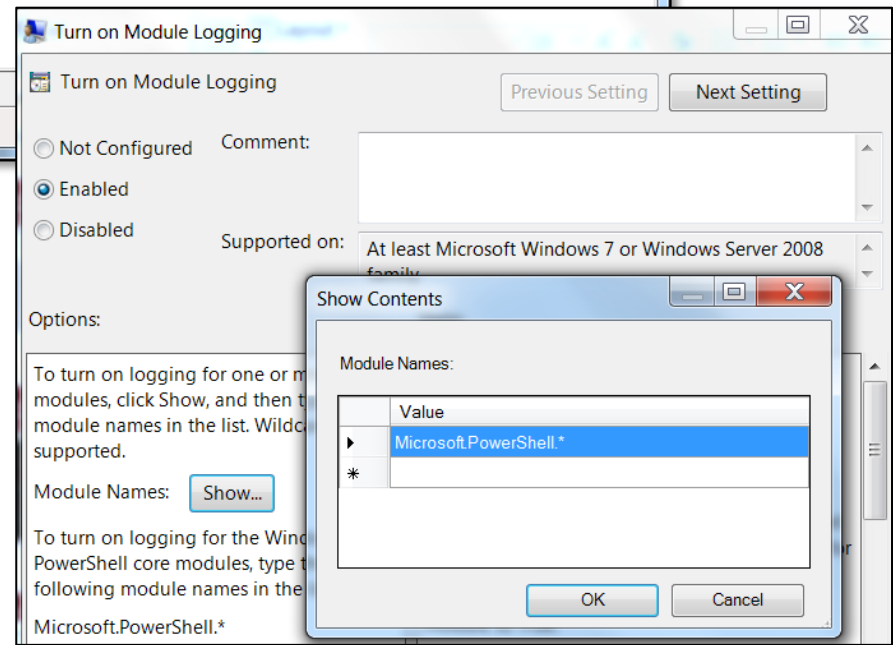 Turn on Module Logging
Turn on Module Logging
Previous Setting
Next Setting
Not Configured
Comment:
Enabled
Disabled
Supported on:
At least Microsoft Windows 7 or Windows Server 2008
family
Options:
To turn on logging for one or m
modules, click Show, and then t
module names in the list. Wildca
supported.
Module Names:
Show...
To turn on logging for the Wind
PowerShell core modules, type t
following module names in the
Microsoft.PowerShell.*
Show Contents
Module Names:
Value
Microsoft.PowerShell.*
OK
Cancel
or